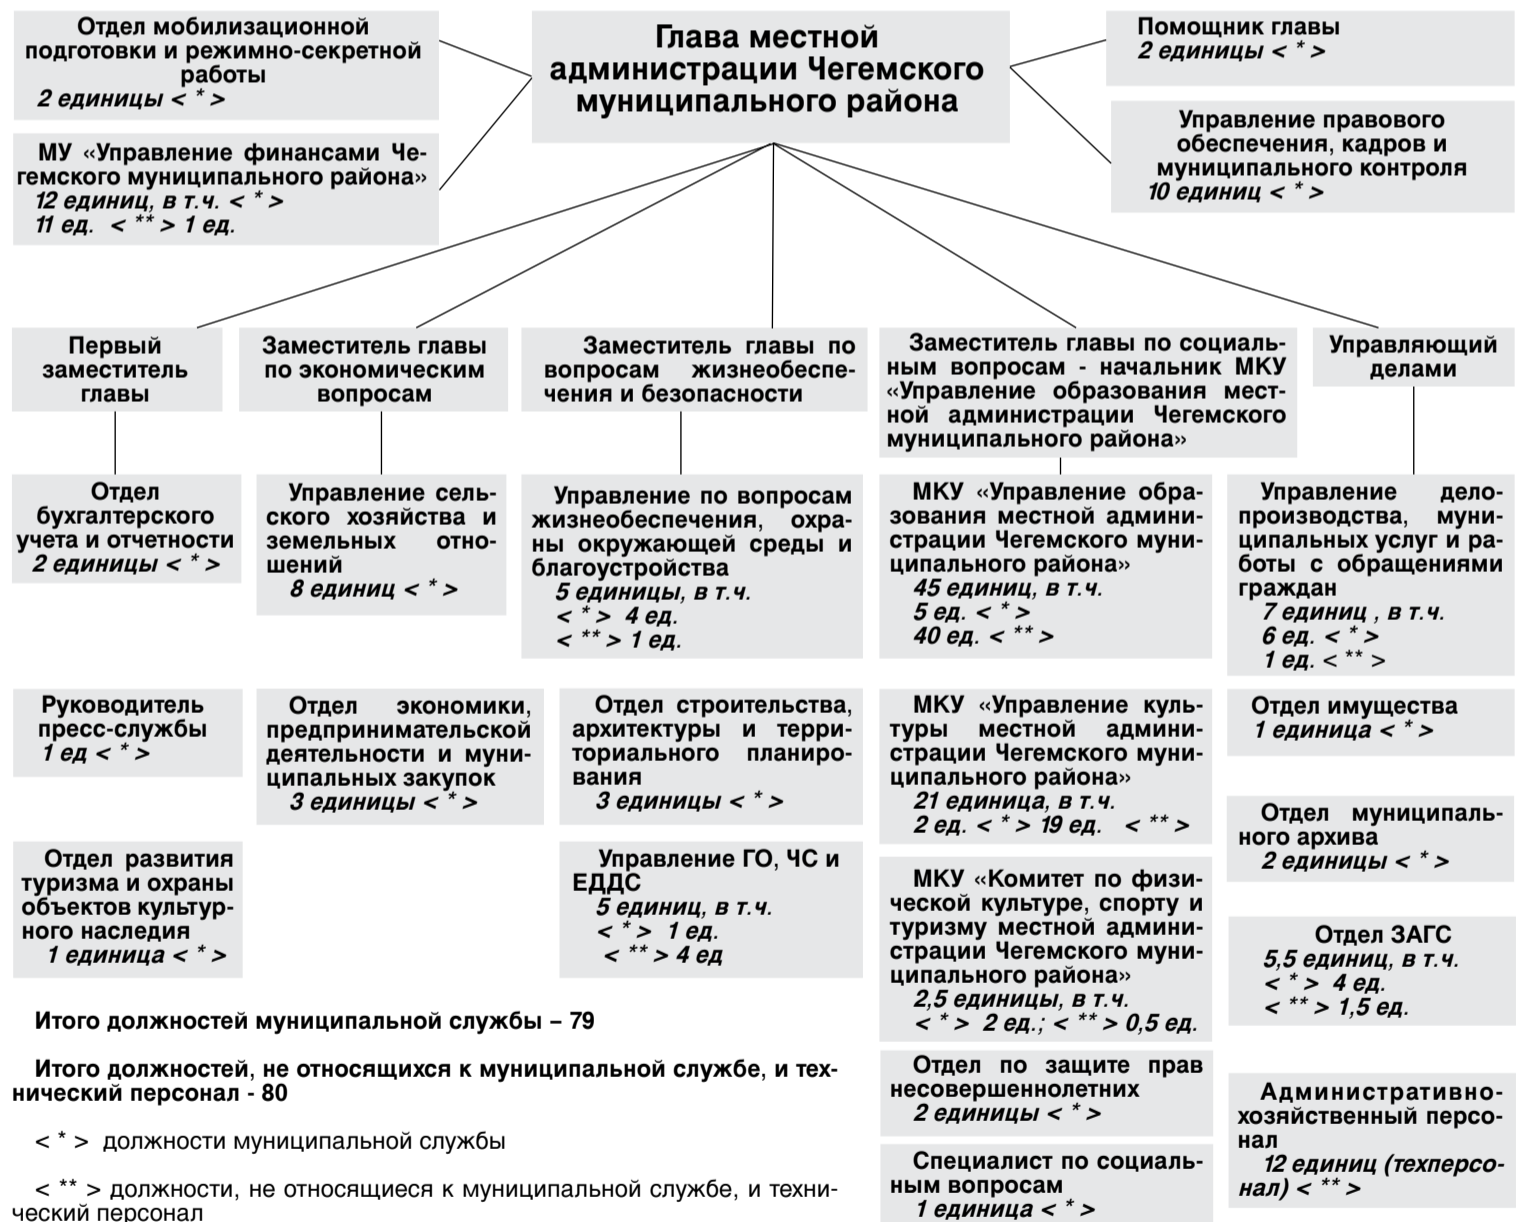 Отдел мобилизационной
подготовки и режимно-секретной
работы
2 единицы < * >
МУ «Управление финансами Че-
гемского муниципального района»
12 единиц, в т.ч. < * >
11 ед. < ** > 1 ед.
Глава местной
администрации Чегемского
муниципального района
Помощник главы
2 единицы < * >
Управление правового
обеспечения, кадров и
муниципального контроля
10 единиц < * >
Первый
заместитель
главы
Заместитель главы
по экономическим
вопросам
Заместитель главы по
вопросам жизнеобеспе-
чения и безопасности
Заместитель главы по социаль-
ным вопросам - начальник МКУ
«Управление образования мест-
ной администрации Чегемского
муниципального района»
Управляющий
делами
Отдел
бухгалтерского
учета и отчетности
2 единицы < * >
Управление сель-
ского хозяйства и
земельных отно-
шений
8 единиц < * >
Управление по вопросам
жизнеобеспечения, охра-
ны окружающей среды и
благоустройства
5 единицы, в т.ч.
< * > 4 ед.
< ** > 1 ед.
МКУ «Управление обра-
зования местной админи-
страции Чегемского муни-
ципального района»
45 единиц, в т.ч.
5 ед. < * >
40 ед. < ** >
Управление дело-
производства, муни-
ципальных услуг и ра-
боты с обращениями
граждан
7 единиц , в т.ч.
6 ед. < * >
1 ед. < ** >
Руководитель
пресс-службы
1 ед < * >
Отдел экономики,
предпринимательской
деятельности и муни-
ципальных закупок
3 единицы < * >
Отдел строительства,
архитектуры и терри-
ториального планиро-
вания
3 единицы < * >
МКУ «Управление куль-
туры местной админи-
страции Чегемского муни-
ципального района»
21 единица, в т.ч.
2 ед. < * > 19 ед. < ** >
Отдел имущества
1 единица < * >
Отдел муниципаль-
ного архива
2 единицы < * >
Отдел развития
туризма и охраны
объектов культур-
ного наследия
1 единица < * >
Управление ГО, ЧС и
ЕДДС
5 единиц, в т.ч.
< * > 1 ед.
< ** > 4 ед
МКУ «Комитет по физи-
ческой культуре, спорту и
туризму местной админи-
страции Чегемского муни-
ципального района»
2,5 единицы, в т.ч.
< * > 2 ед.; < ** > 0,5 ед.
Отдел ЗАГС
5,5 единиц, в т.ч.
< * > 4 ед.
< ** > 1,5 ед.
Отдел по защите прав
несовершеннолетних
2 единицы < * >
Административно-
хозяйственный персо-
нал
12 единиц (техперсо-
нал) < ** >
Специалист по социаль-
ным вопросам
1 единица < * >
Итого должностей муниципальной службы – 79
Итого должностей, не относящихся к муниципальной службе, и тех-
нический персонал - 80
< * > должности муниципальной службы
< ** > должности, не относящиеся к муниципальной службе, и техни-
ческий персонал